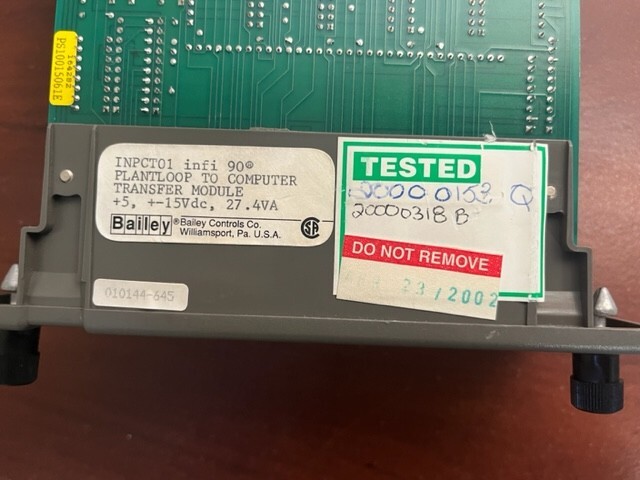 PS10015061E
INPCT01 infi 90®
PLANTLOOP TO COMPUTER
TRANSFER MODULE
+5, +-15Vdc, 27.4VA
Bailey ® Bailey Controls Co.
Williamsport, Pa. U.S.A.
010144-645
TESTED
Q
20000318 B
DO NOT REMOVE
23/2002